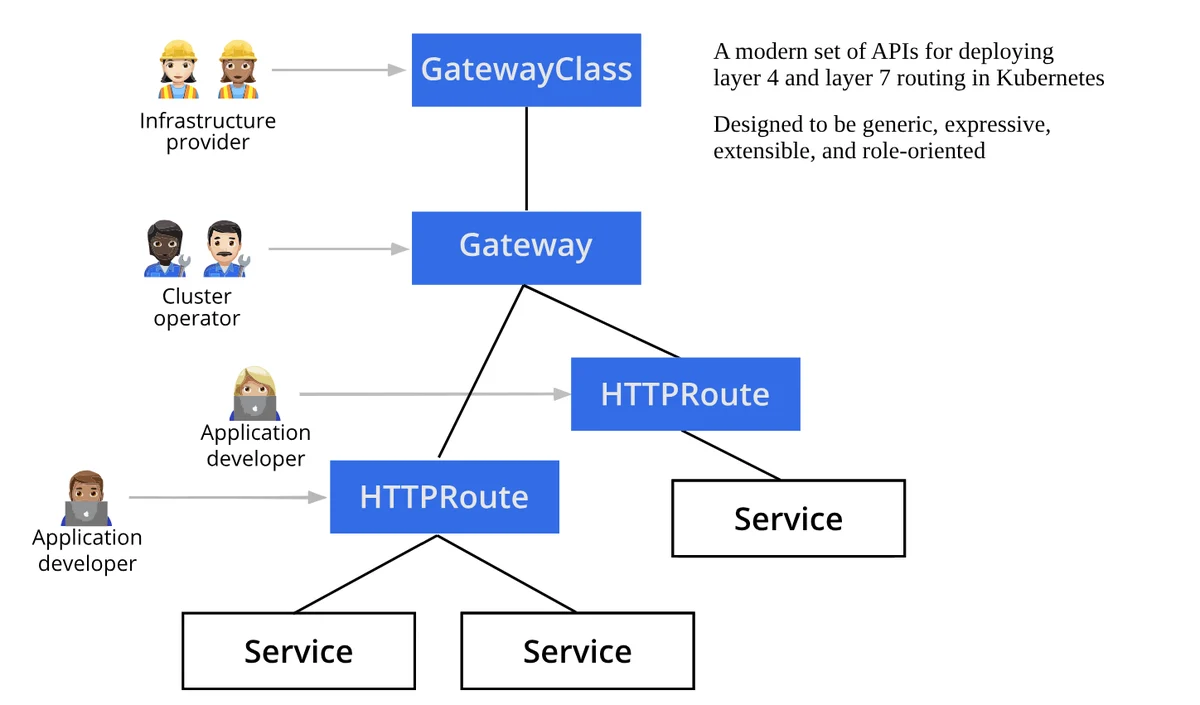 GatewayClass
A modern set of APIs for deploying
layer 4 and layer 7 routing in Kubernetes
Infrastructure
provider
Designed to be generic, expressive,
extensible, and role-oriented
Gateway
Cluster
operator
HTTPRoute
Application
developer
HTTPRoute
Application
developer
Service
Service
Service